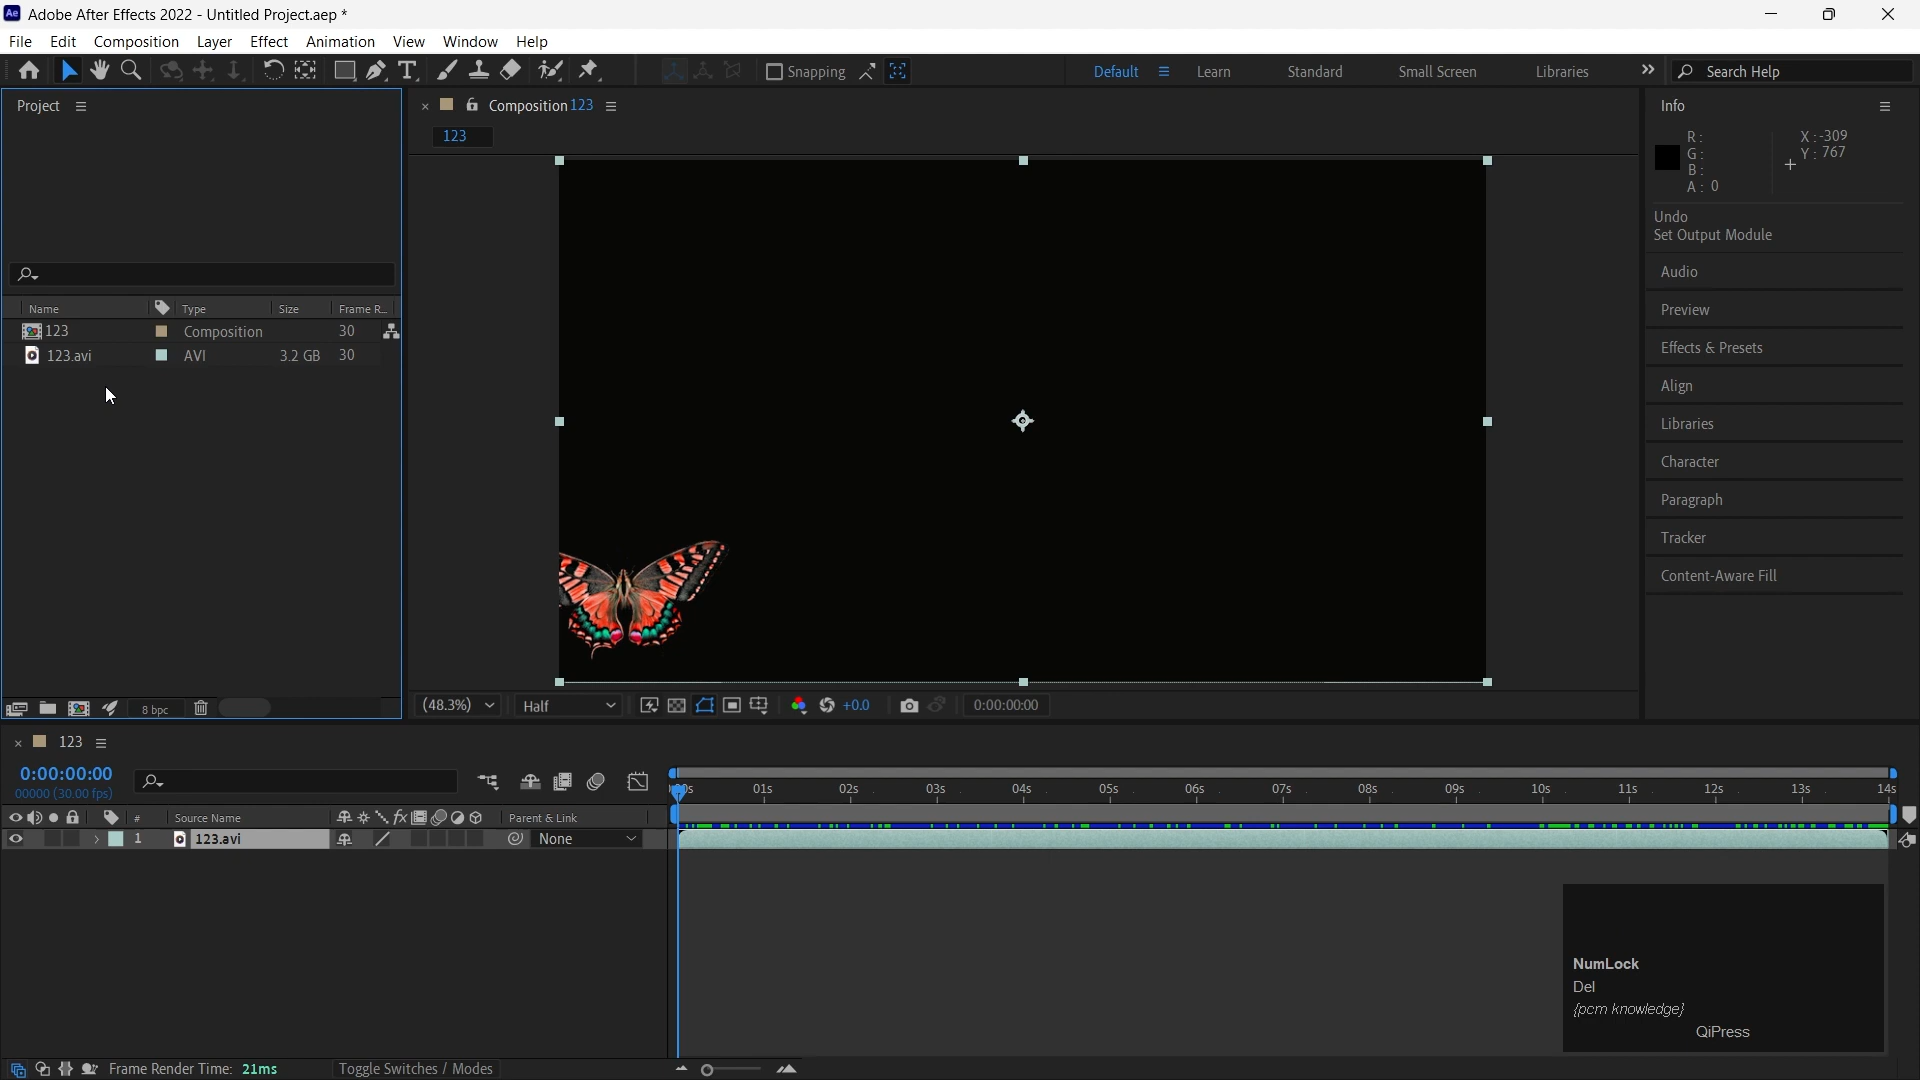 Adobe After Effects 2022 - Untitled Project.aep *
File Edit Composition Layer Effect Animation View Window Help
Snapping Default Learn Standard Small Screen Libraries Search Help
Project
Composition 123
123
Info
R:
G:
B:
A: 0
X: -309
Y: 767
Undo
Set Output Module
Audio
Preview
Effects & Presets
Align
Libraries
Character
Paragraph
Tracker
Content-Aware Fill
Name Type Size Frame R...
123 Composition 30
123.avi AVI 3.2 GB 30
8 bpc
(48.3%) Half +0.0 0:00:00:00
123
0:00:00:00
00000 (30.00 fps)
01s 02s 03s 04s 05s 06s 07s 08s 09s 10s 11s 12s 13s 14s
# Source Name fx Parent & Link
1 123.avi None
NumLock
Del
{pcm knowledge}
QiPress
Frame Render Time: 21ms Toggle Switches / Modes